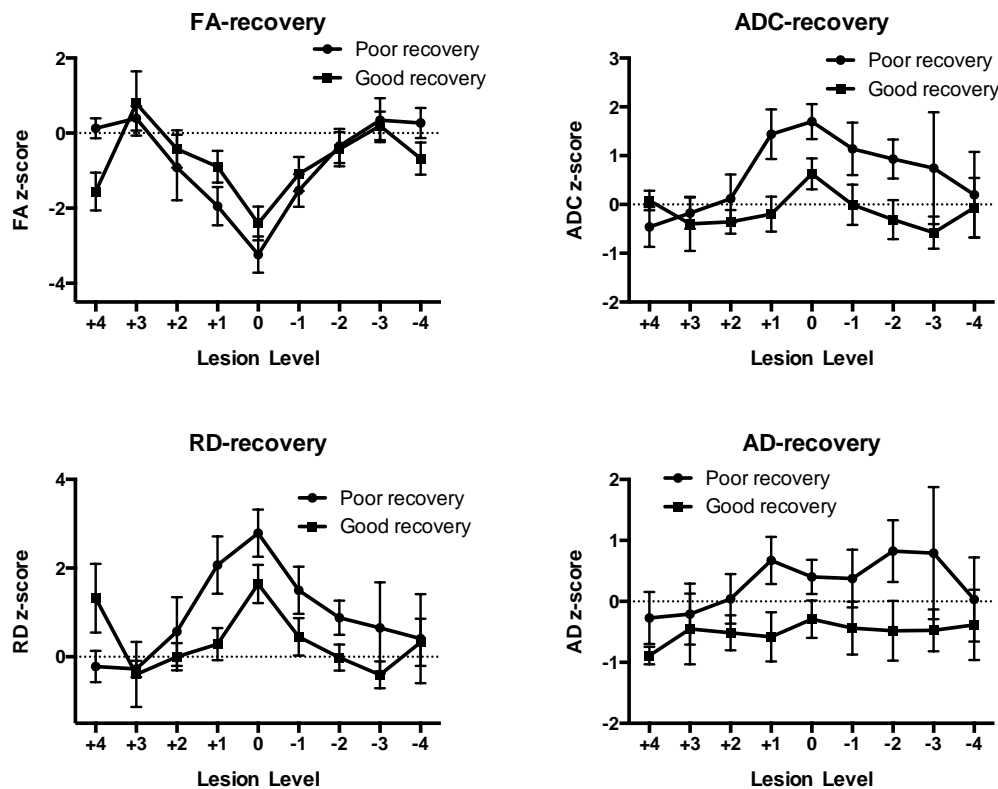 FA-recovery
Poor recovery
Good recovery
FA z-score
2
0
-2
-4
+4 +3 +2 +1 0 -1 -2 -3 -4
Lesion Level
ADC-recovery
Poor recovery
Good recovery
ADC z-score
3
2
1
0
-1
-2
+4 +3 +2 +1 0 -1 -2 -3 -4
Lesion Level
RD-recovery
Poor recovery
Good recovery
RD z-score
4
2
0
+4 +3 +2 +1 0 -1 -2 -3 -4
Lesion Level
AD-recovery
Poor recovery
Good recovery
AD z-score
2
1
0
-1
-2
+4 +3 +2 +1 0 -1 -2 -3 -4
Lesion Level